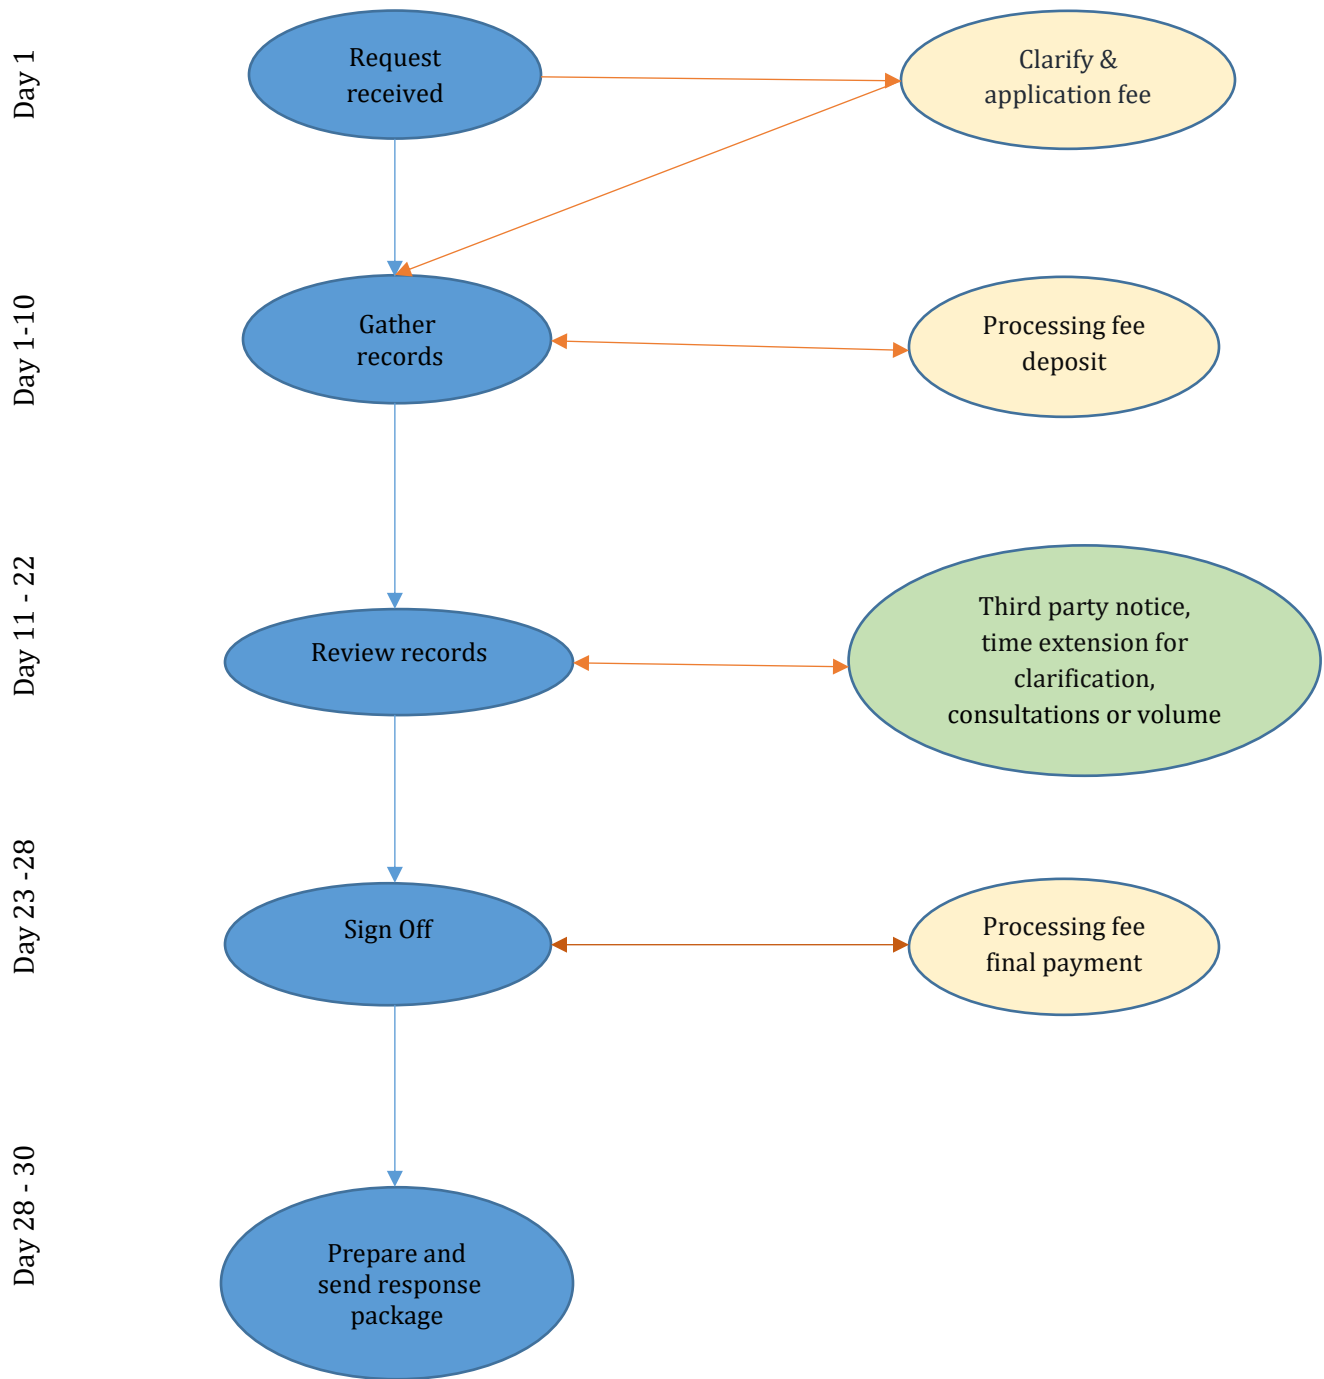 Day 1
Request
received
Clarify &
application fee
Day 1-10
Gather
records
Processing fee
deposit
Day 11 - 22
Review records
Third party notice,
time extension for
clarification,
consultations or volume
Day 23 -28
Sign Off
Processing fee
final payment
Day 28 - 30
Prepare and
send response
package